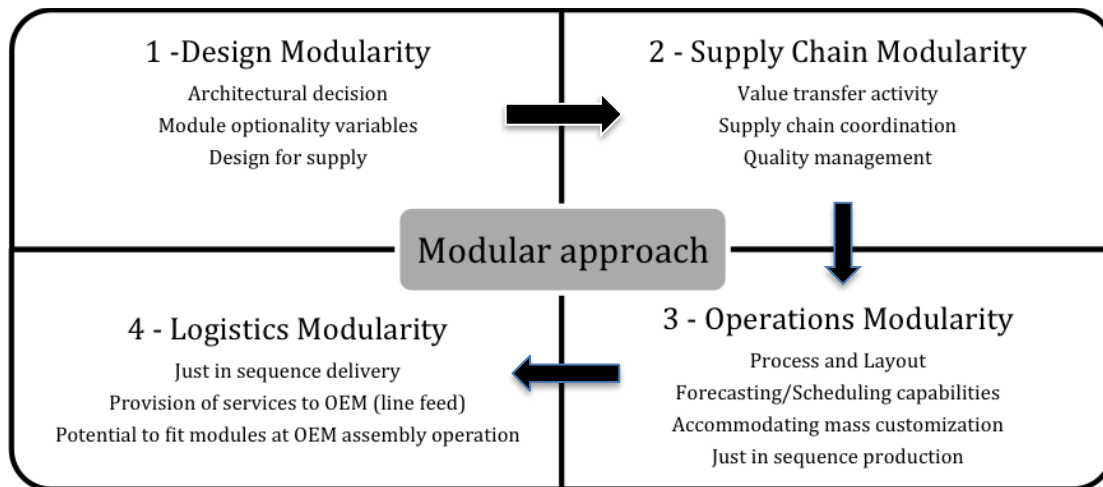 1 -Design Modularity
Architectural decision
Module optionality variables
Design for supply
2 - Supply Chain Modularity
Value transfer activity
Supply chain coordination
Quality management
Modular approach
4 - Logistics Modularity
Just in sequence delivery
Provision of services to OEM (line feed)
Potential to fit modules at OEM assembly operation
3 - Operations Modularity
Process and Layout
Forecasting/Scheduling capabilities
Accommodating mass customization
Just in sequence production